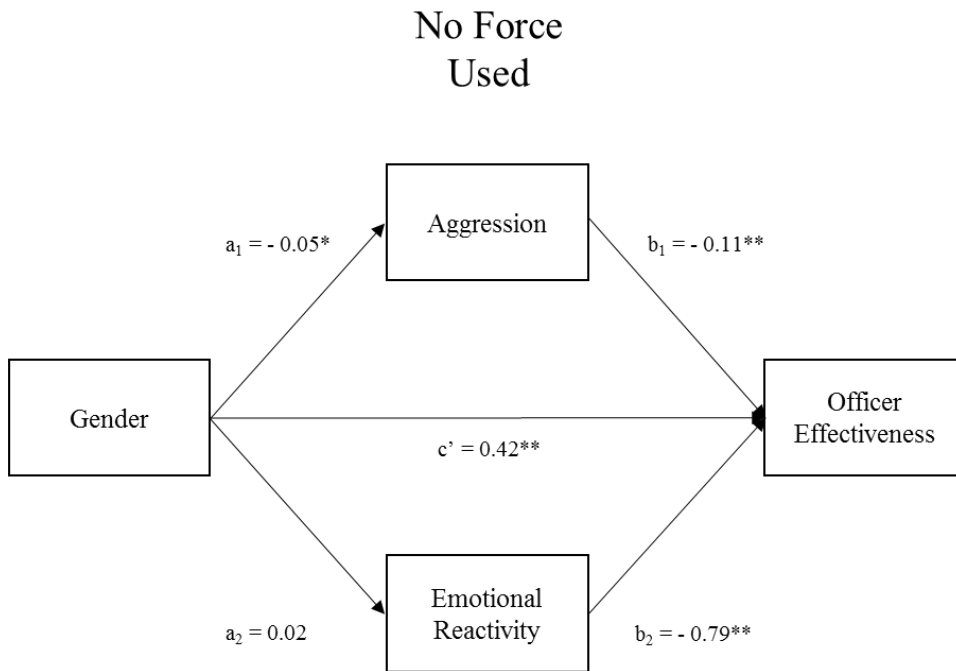 No Force
Used
Aggression
a₁ = - 0.05*
b₁ = - 0.11**
Gender
Officer
Effectiveness
c’ = 0.42**
Emotional
Reactivity
a₂ = 0.02
b₂ = - 0.79**